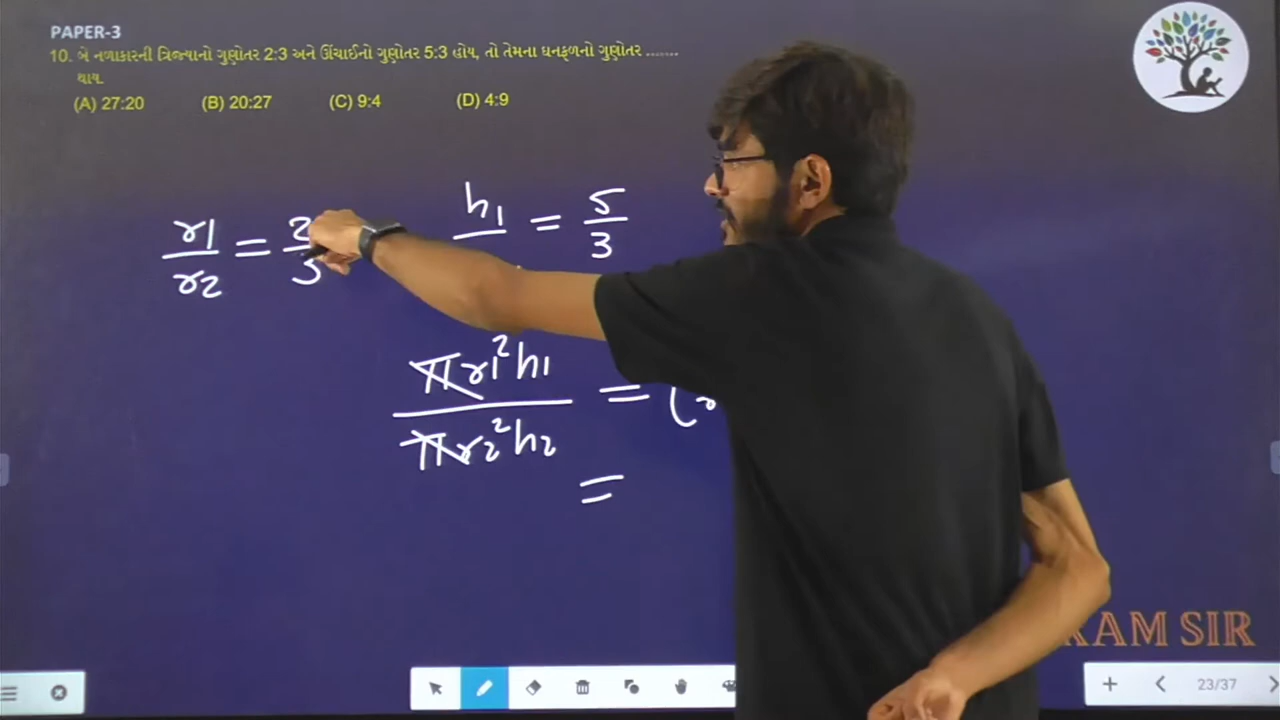 PAPER-3
10. બે નળાકારની ત્રિજ્યાનો ગુણોતર 2:3 અને ઊંચાઈનો ગુણોતર 5:3 હોય, તો તેમના ઘનફળનો ગુણોતર .......
થાય.
(A) 27:20 (B) 20:27 (C) 9:4 (D) 4:9
r1/r2 = 2/3 h1 = 5/3
πr1²h1/πr2²h2 = (
=
AM SIR
23/37